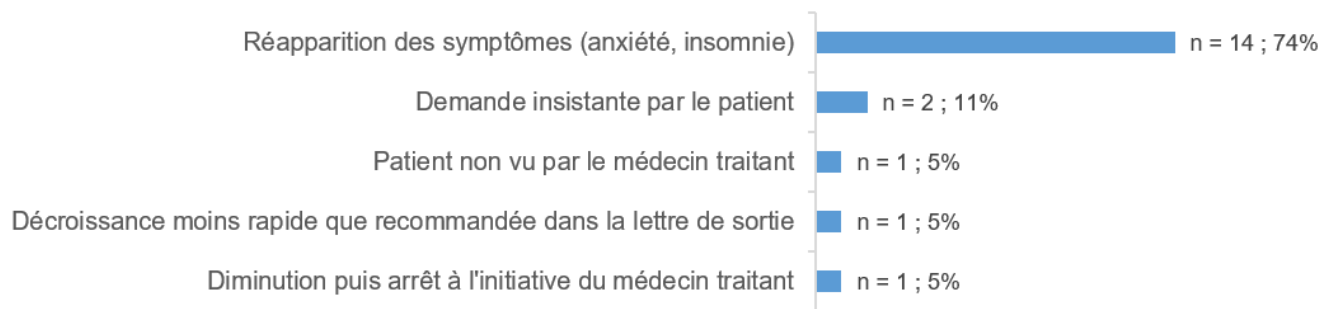 Réapparition des symptômes (anxiété, insomnie) n = 14 ; 74%
Demande insistante par le patient n = 2 ; 11%
Patient non vu par le médecin traitant n = 1 ; 5%
Décroissance moins rapide que recommandée dans la lettre de sortie n = 1 ; 5%
Diminution puis arrêt à l'initiative du médecin traitant n = 1 ; 5%